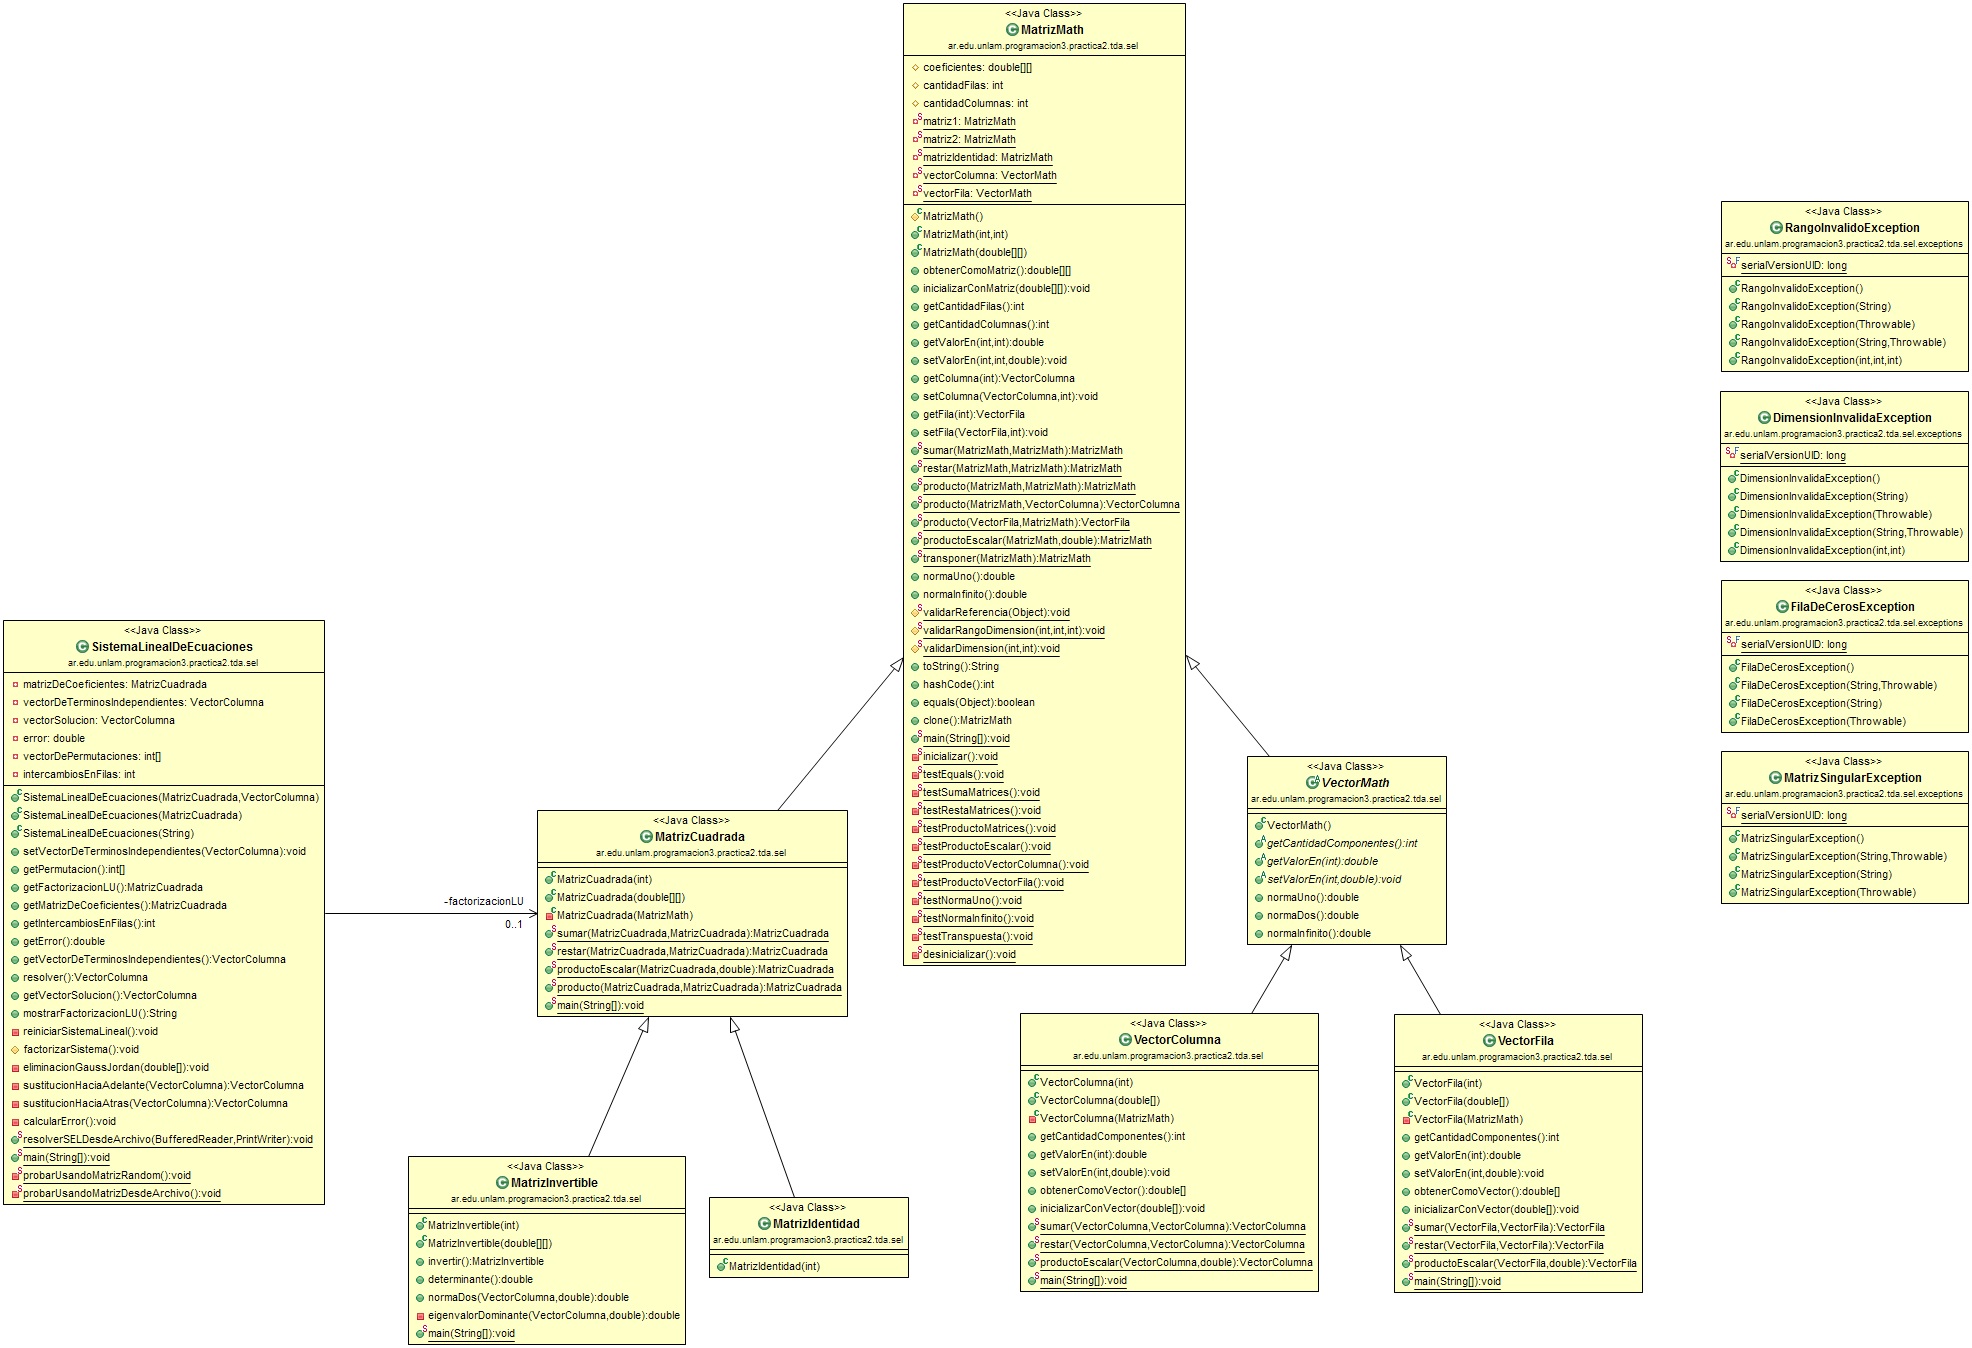 <<Java Class>>
MatrizMath
ar.edu.unlam.programacion3.practica2.tda.sel
coeficientes: double[][]
cantidadFilas: int
cantidadColumnas: int
matriz1: MatrizMath
matriz2: MatrizMath
matrizIdentidad: MatrizMath
vectorColumna: VectorMath
vectorFila: VectorMath
MatrizMath()
MatrizMath(int,int)
MatrizMath(double[][])
obtenerComoMatriz():double[][]
inicializarConMatriz(double[][]):void
getCantidadFilas():int
getCantidadColumnas():int
getValorEn(int,int):double
setValorEn(int,int,double):void
getColumna(int):VectorColumna
setColumna(VectorColumna,int):void
getFila(int):VectorFila
setFila(VectorFila,int):void
sumar(MatrizMath,MatrizMath):MatrizMath
restar(MatrizMath,MatrizMath):MatrizMath
producto(MatrizMath,MatrizMath):MatrizMath
producto(MatrizMath,VectorColumna):VectorColumna
producto(VectorFila,MatrizMath):VectorFila
productoEscalar(MatrizMath,double):MatrizMath
transponer(MatrizMath):MatrizMath
normaUno():double
normaInfinito():double
validarReferencia(Object):void
validarRangoDimension(int,int,int):void
validarDimension(int,int):void
toString():String
hashCode():int
equals(Object):boolean
clone():MatrizMath
main(String[]):void
inicializar():void
testEquals():void
testSumaMatrices():void
testRestaMatrices():void
testProductoMatrices():void
testProductoEscalar():void
testProductoVectorColumna():void
testProductoVectorFila():void
testNormaUno():void
testNormaInfinito():void
testTranspuesta():void
desinicializar():void
<<Java Class>>
RangoInvalidoException
ar.edu.unlam.programacion3.practica2.tda.sel.exceptions
serialVersionUID: long
RangoInvalidoException()
RangoInvalidoException(String)
RangoInvalidoException(Throwable)
RangoInvalidoException(String,Throwable)
RangoInvalidoException(int,int,int)
<<Java Class>>
DimensionInvalidaException
ar.edu.unlam.programacion3.practica2.tda.sel.exceptions
serialVersionUID: long
DimensionInvalidaException()
DimensionInvalidaException(String)
DimensionInvalidaException(Throwable)
DimensionInvalidaException(String,Throwable)
DimensionInvalidaException(int,int)
<<Java Class>>
FilaDeCerosException
ar.edu.unlam.programacion3.practica2.tda.sel.exceptions
serialVersionUID: long
FilaDeCerosException()
FilaDeCerosException(String,Throwable)
FilaDeCerosException(String)
FilaDeCerosException(Throwable)
<<Java Class>>
MatrizSingularException
ar.edu.unlam.programacion3.practica2.tda.sel.exceptions
serialVersionUID: long
MatrizSingularException()
MatrizSingularException(String,Throwable)
MatrizSingularException(String)
MatrizSingularException(Throwable)
<<Java Class>>
SistemaLinealDeEcuaciones
ar.edu.unlam.programacion3.practica2.tda.sel
matrizDeCoeficientes: MatrizCuadrada
vectorDeTerminosIndependientes: VectorColumna
vectorSolucion: VectorColumna
error: double
vectorDePermutaciones: int[]
intercambiosEnFilas: int
SistemaLinealDeEcuaciones(MatrizCuadrada,VectorColumna)
SistemaLinealDeEcuaciones(MatrizCuadrada)
SistemaLinealDeEcuaciones(String)
setVectorDeTerminosIndependientes(VectorColumna):void
getPermutacion():int[]
getFactorizacionLU():MatrizCuadrada
getMatrizDeCoeficientes():MatrizCuadrada
getIntercambiosEnFilas():int
getError():double
getVectorDeTerminosIndependientes():VectorColumna
resolver():VectorColumna
getVectorSolucion():VectorColumna
mostrarFactorizacionLU():String
reiniciarSistemaLineal():void
factorizarSistema():void
eliminacionGaussJordan(double[]):void
sustitucionHaciaAdelante(VectorColumna):VectorColumna
sustitucionHaciaAtras(VectorColumna):VectorColumna
calcularError():void
resolverSELDesdeArchivo(BufferedReader,PrintWriter):void
main(String[]):void
probarUsandoMatrizRandom():void
probarUsandoMatrizDesdeArchivo():void
-factorizacionLU
0..1
<<Java Class>>
MatrizCuadrada
ar.edu.unlam.programacion3.practica2.tda.sel
MatrizCuadrada(int)
MatrizCuadrada(double[][])
MatrizCuadrada(MatrizMath)
sumar(MatrizCuadrada,MatrizCuadrada):MatrizCuadrada
restar(MatrizCuadrada,MatrizCuadrada):MatrizCuadrada
productoEscalar(MatrizCuadrada,double):MatrizCuadrada
producto(MatrizCuadrada,MatrizCuadrada):MatrizCuadrada
main(String[]):void
<<Java Class>>
VectorMath
ar.edu.unlam.programacion3.practica2.tda.sel
VectorMath()
getCantidadComponentes():int
getValorEn(int):double
setValorEn(int,double):void
normaUno():double
normaDos():double
normaInfinito():double
<<Java Class>>
MatrizInvertible
ar.edu.unlam.programacion3.practica2.tda.sel
MatrizInvertible(int)
MatrizInvertible(double[][])
invertir():MatrizInvertible
determinante():double
normaDos(VectorColumna,double):double
eigenvalorDominante(VectorColumna,double):double
main(String[]):void
<<Java Class>>
MatrizIdentidad
ar.edu.unlam.programacion3.practica2.tda.sel
MatrizIdentidad(int)
<<Java Class>>
VectorColumna
ar.edu.unlam.programacion3.practica2.tda.sel
VectorColumna(int)
VectorColumna(double[])
VectorColumna(MatrizMath)
getCantidadComponentes():int
getValorEn(int):double
setValorEn(int,double):void
obtenerComoVector():double[]
inicializarConVector(double[]):void
sumar(VectorColumna,VectorColumna):VectorColumna
restar(VectorColumna,VectorColumna):VectorColumna
productoEscalar(VectorColumna,double):VectorColumna
main(String[]):void
<<Java Class>>
VectorFila
ar.edu.unlam.programacion3.practica2.tda.sel
VectorFila(int)
VectorFila(double[])
VectorFila(MatrizMath)
getCantidadComponentes():int
getValorEn(int):double
setValorEn(int,double):void
obtenerComoVector():double[]
inicializarConVector(double[]):void
sumar(VectorFila,VectorFila):VectorFila
restar(VectorFila,VectorFila):VectorFila
productoEscalar(VectorFila,double):VectorFila
main(String[]):void